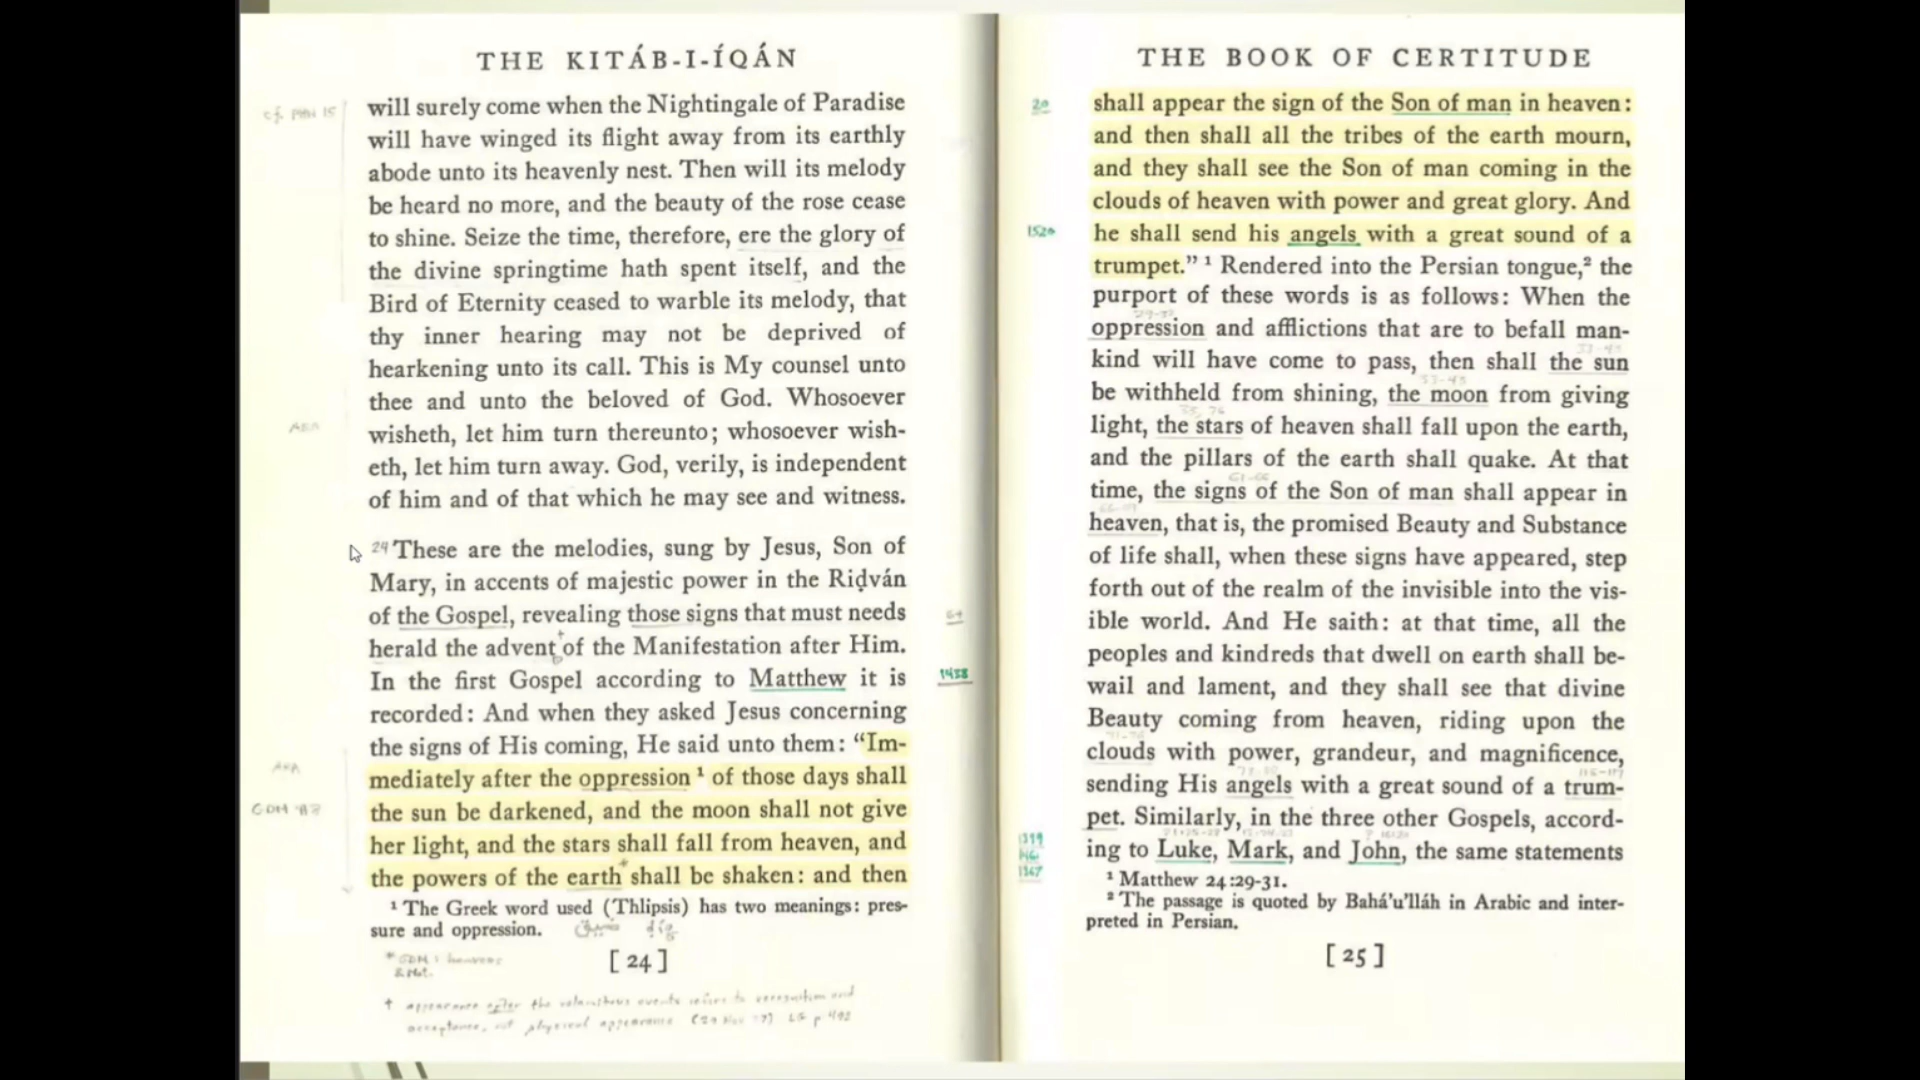 THE KITÁB-I-ÍQÁN
cf. 15
will surely come when the Nightingale of Paradise
will have winged its flight away from its earthly
abode unto its heavenly nest. Then will its melody
be heard no more, and the beauty of the rose cease
to shine. Seize the time, therefore, ere the glory of
the divine springtime hath spent itself, and the
Bird of Eternity ceased to warble its melody, that
thy inner hearing may not be deprived of
hearkening unto its call. This is My counsel unto
thee and unto the beloved of God. Whosoever
wisheth, let him turn thereunto; whosoever wish-
eth, let him turn away. God, verily, is independent
of him and of that which he may see and witness.
24 These are the melodies, sung by Jesus, Son of
Mary, in accents of majestic power in the Riḍván
of the Gospel, revealing those signs that must needs
64
herald the advent † of the Manifestation after Him.
In the first Gospel according to Matthew it is
1438
recorded: And when they asked Jesus concerning
the signs of His coming, He said unto them: “Im-
mediately after the oppression ¹ of those days shall
the sun be darkened, and the moon shall not give
her light, and the stars shall fall from heaven, and
the powers of the earth * shall be shaken: and then
¹ The Greek word used (Thlipsis) has two meanings: pres-
sure and oppression.
* GDM: heavens
[ 24 ]
† appearance after the calamitous events refers to recognition and
acceptance, not physical appearance
THE BOOK OF CERTITUDE
20
shall appear the sign of the Son of man in heaven:
and then shall all the tribes of the earth mourn,
and they shall see the Son of man coming in the
clouds of heaven with power and great glory. And
1520
he shall send his angels with a great sound of a
trumpet.” ¹ Rendered into the Persian tongue,² the
purport of these words is as follows: When the
oppression and afflictions that are to befall man-
kind will have come to pass, then shall the sun
be withheld from shining, the moon from giving
light, the stars of heaven shall fall upon the earth,
and the pillars of the earth shall quake. At that
time, the signs of the Son of man shall appear in
heaven, that is, the promised Beauty and Substance
of life shall, when these signs have appeared, step
forth out of the realm of the invisible into the vis-
ible world. And He saith: at that time, all the
peoples and kindreds that dwell on earth shall be-
wail and lament, and they shall see that divine
Beauty coming from heaven, riding upon the
clouds with power, grandeur, and magnificence,
sending His angels with a great sound of a trum-
pet. Similarly, in the three other Gospels, accord-
ing to Luke, Mark, and John, the same statements
¹ Matthew 24:29-31.
² The passage is quoted by Bahá’u’lláh in Arabic and inter-
preted in Persian.
[ 25 ]